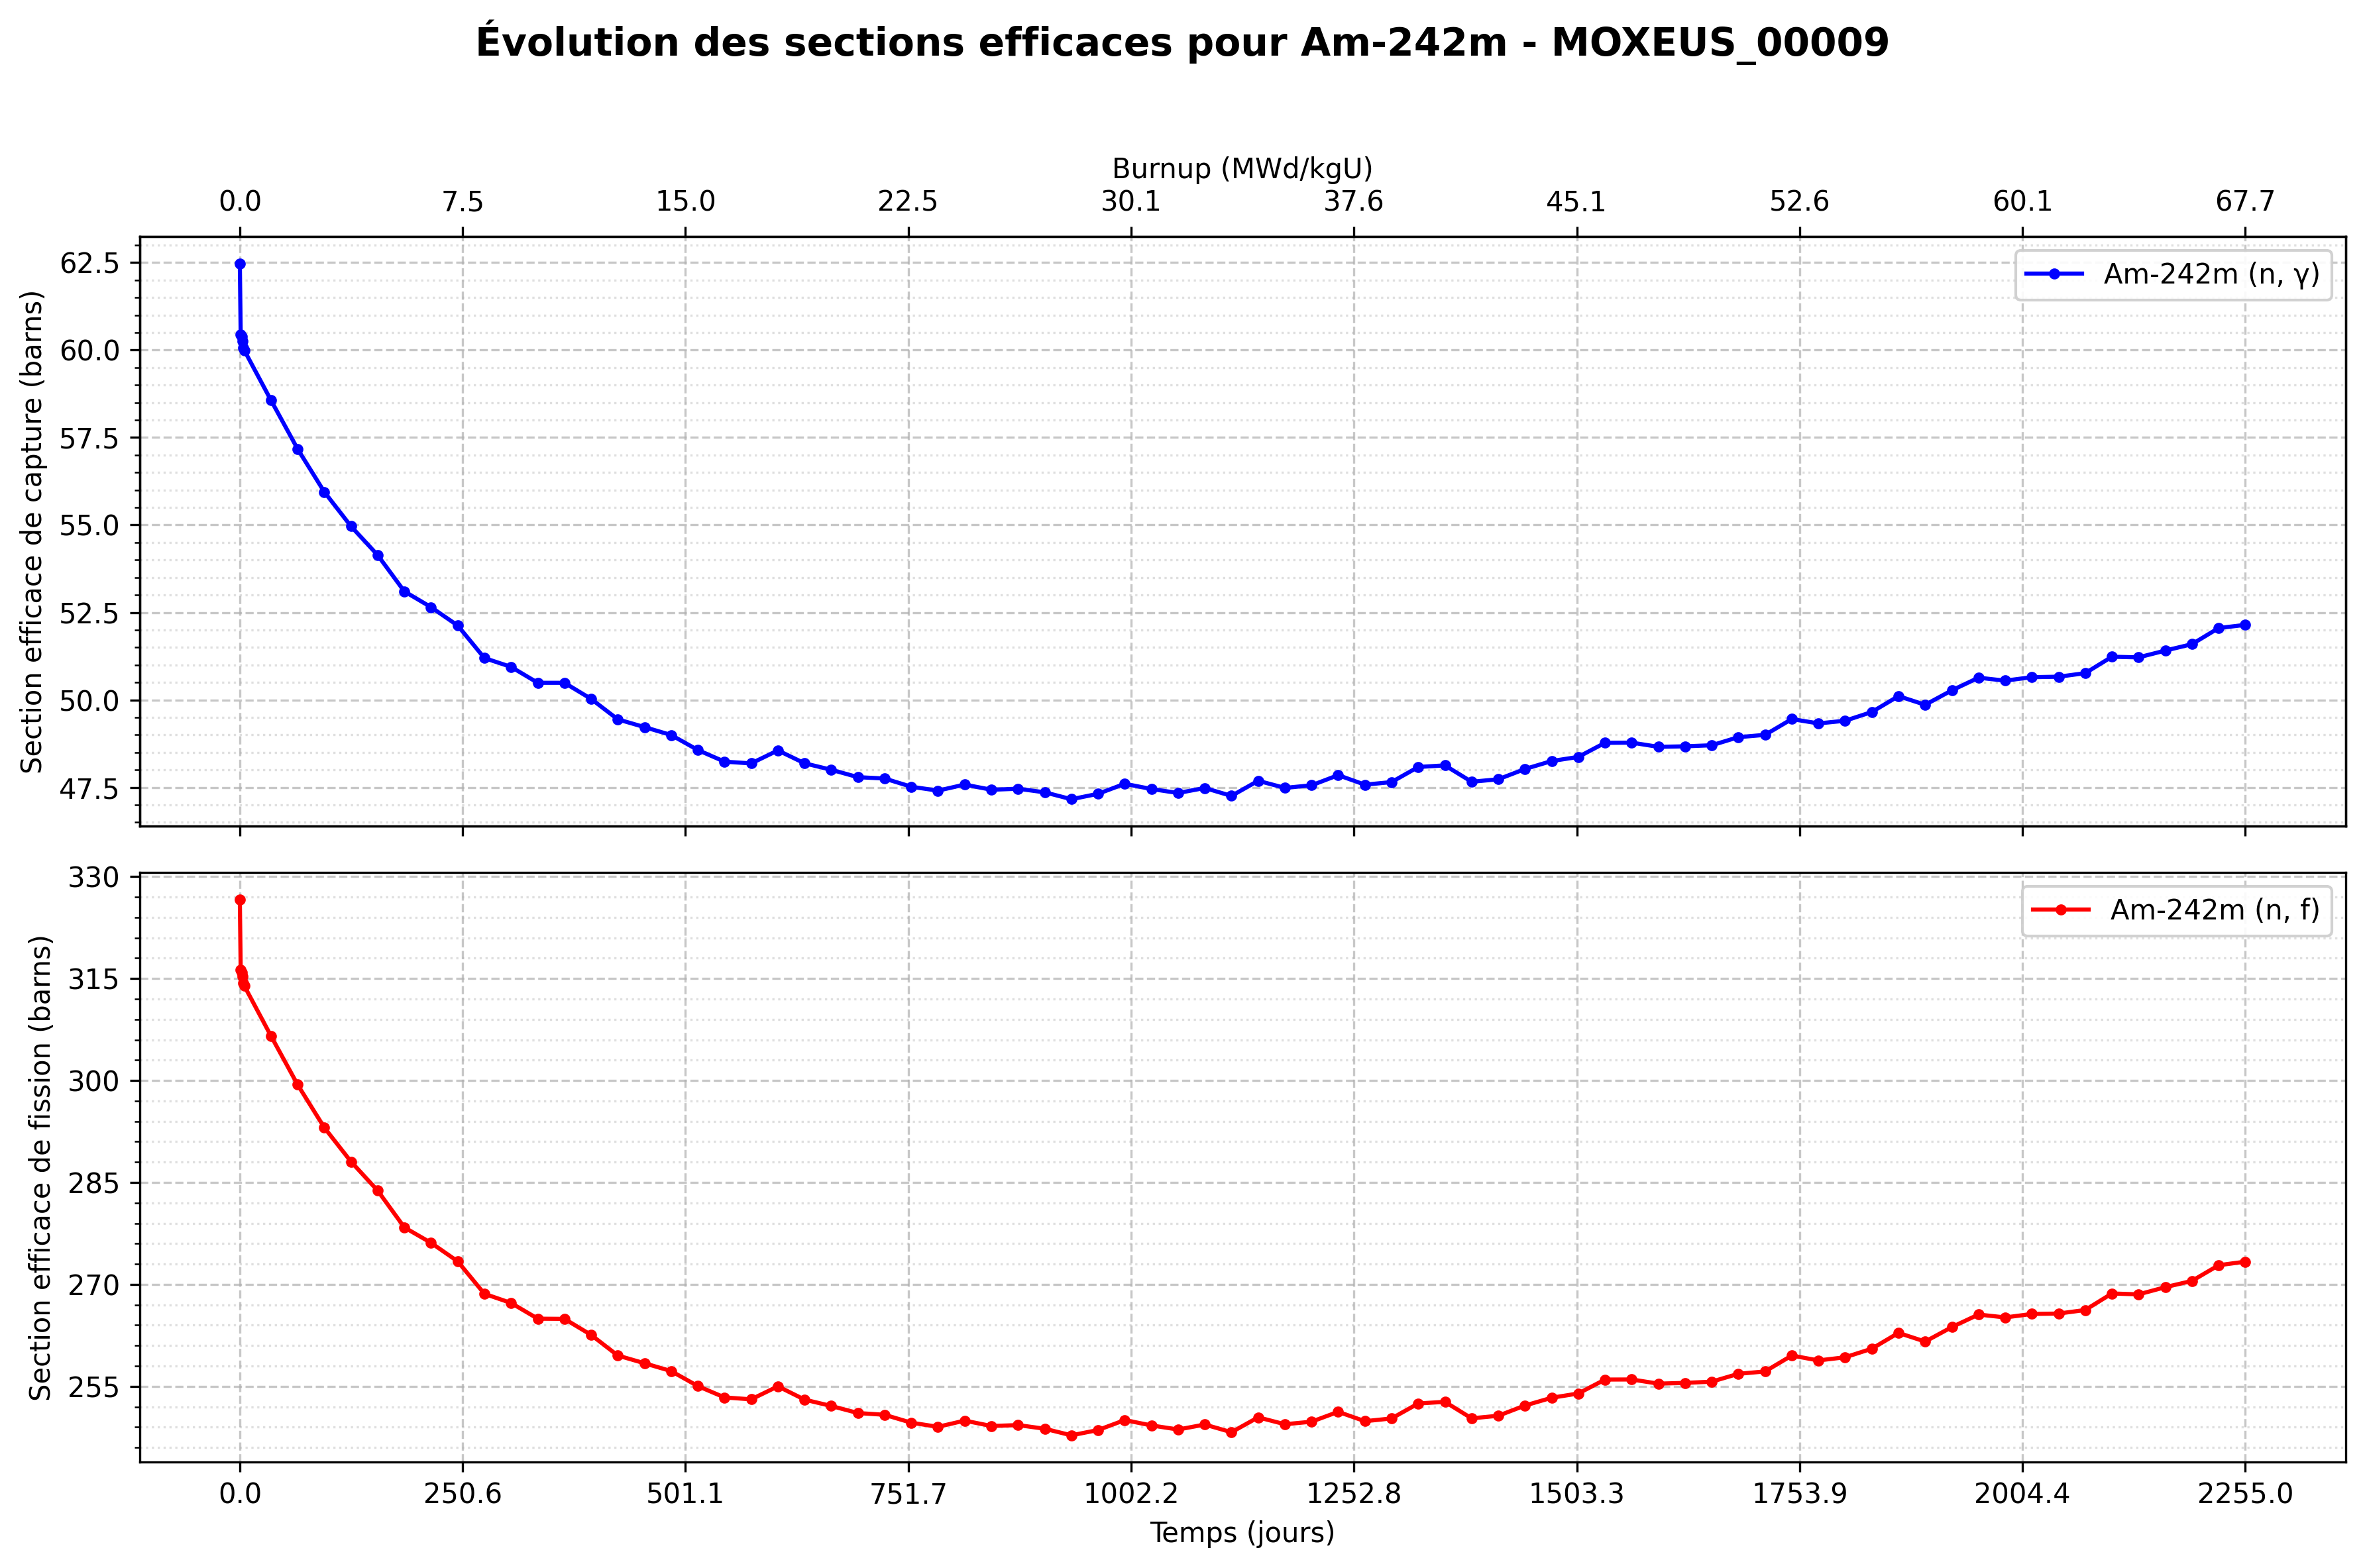 Évolution des sections efficaces pour Am-242m - MOXEUS_00009
Burnup (MWd/kgU)
0.0 7.5 15.0 22.5 30.1 37.6 45.1 52.6 60.1 67.7
Section efficace de capture (barns)
62.5
60.0
57.5
55.0
52.5
50.0
47.5
Am-242m (n, γ)
Section efficace de fission (barns)
330
315
300
285
270
255
Am-242m (n, f)
0.0 250.6 501.1 751.7 1002.2 1252.8 1503.3 1753.9 2004.4 2255.0
Temps (jours)